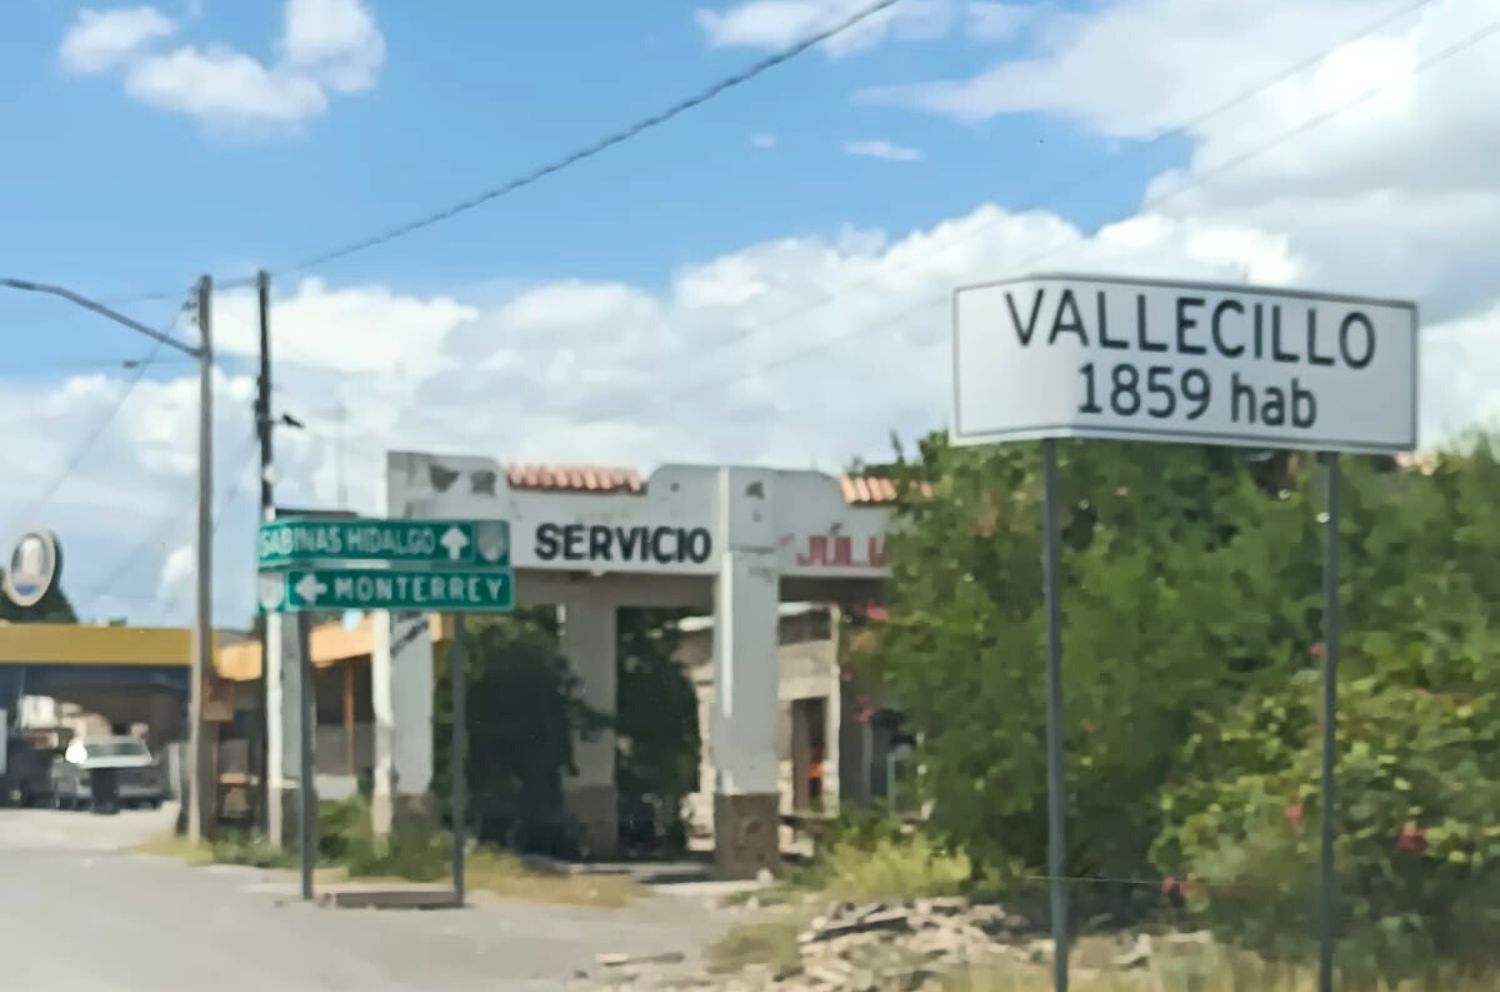 VALLECILLO
1859 hab
SABINAS HIDALGO
MONTERREY
SERVICIO